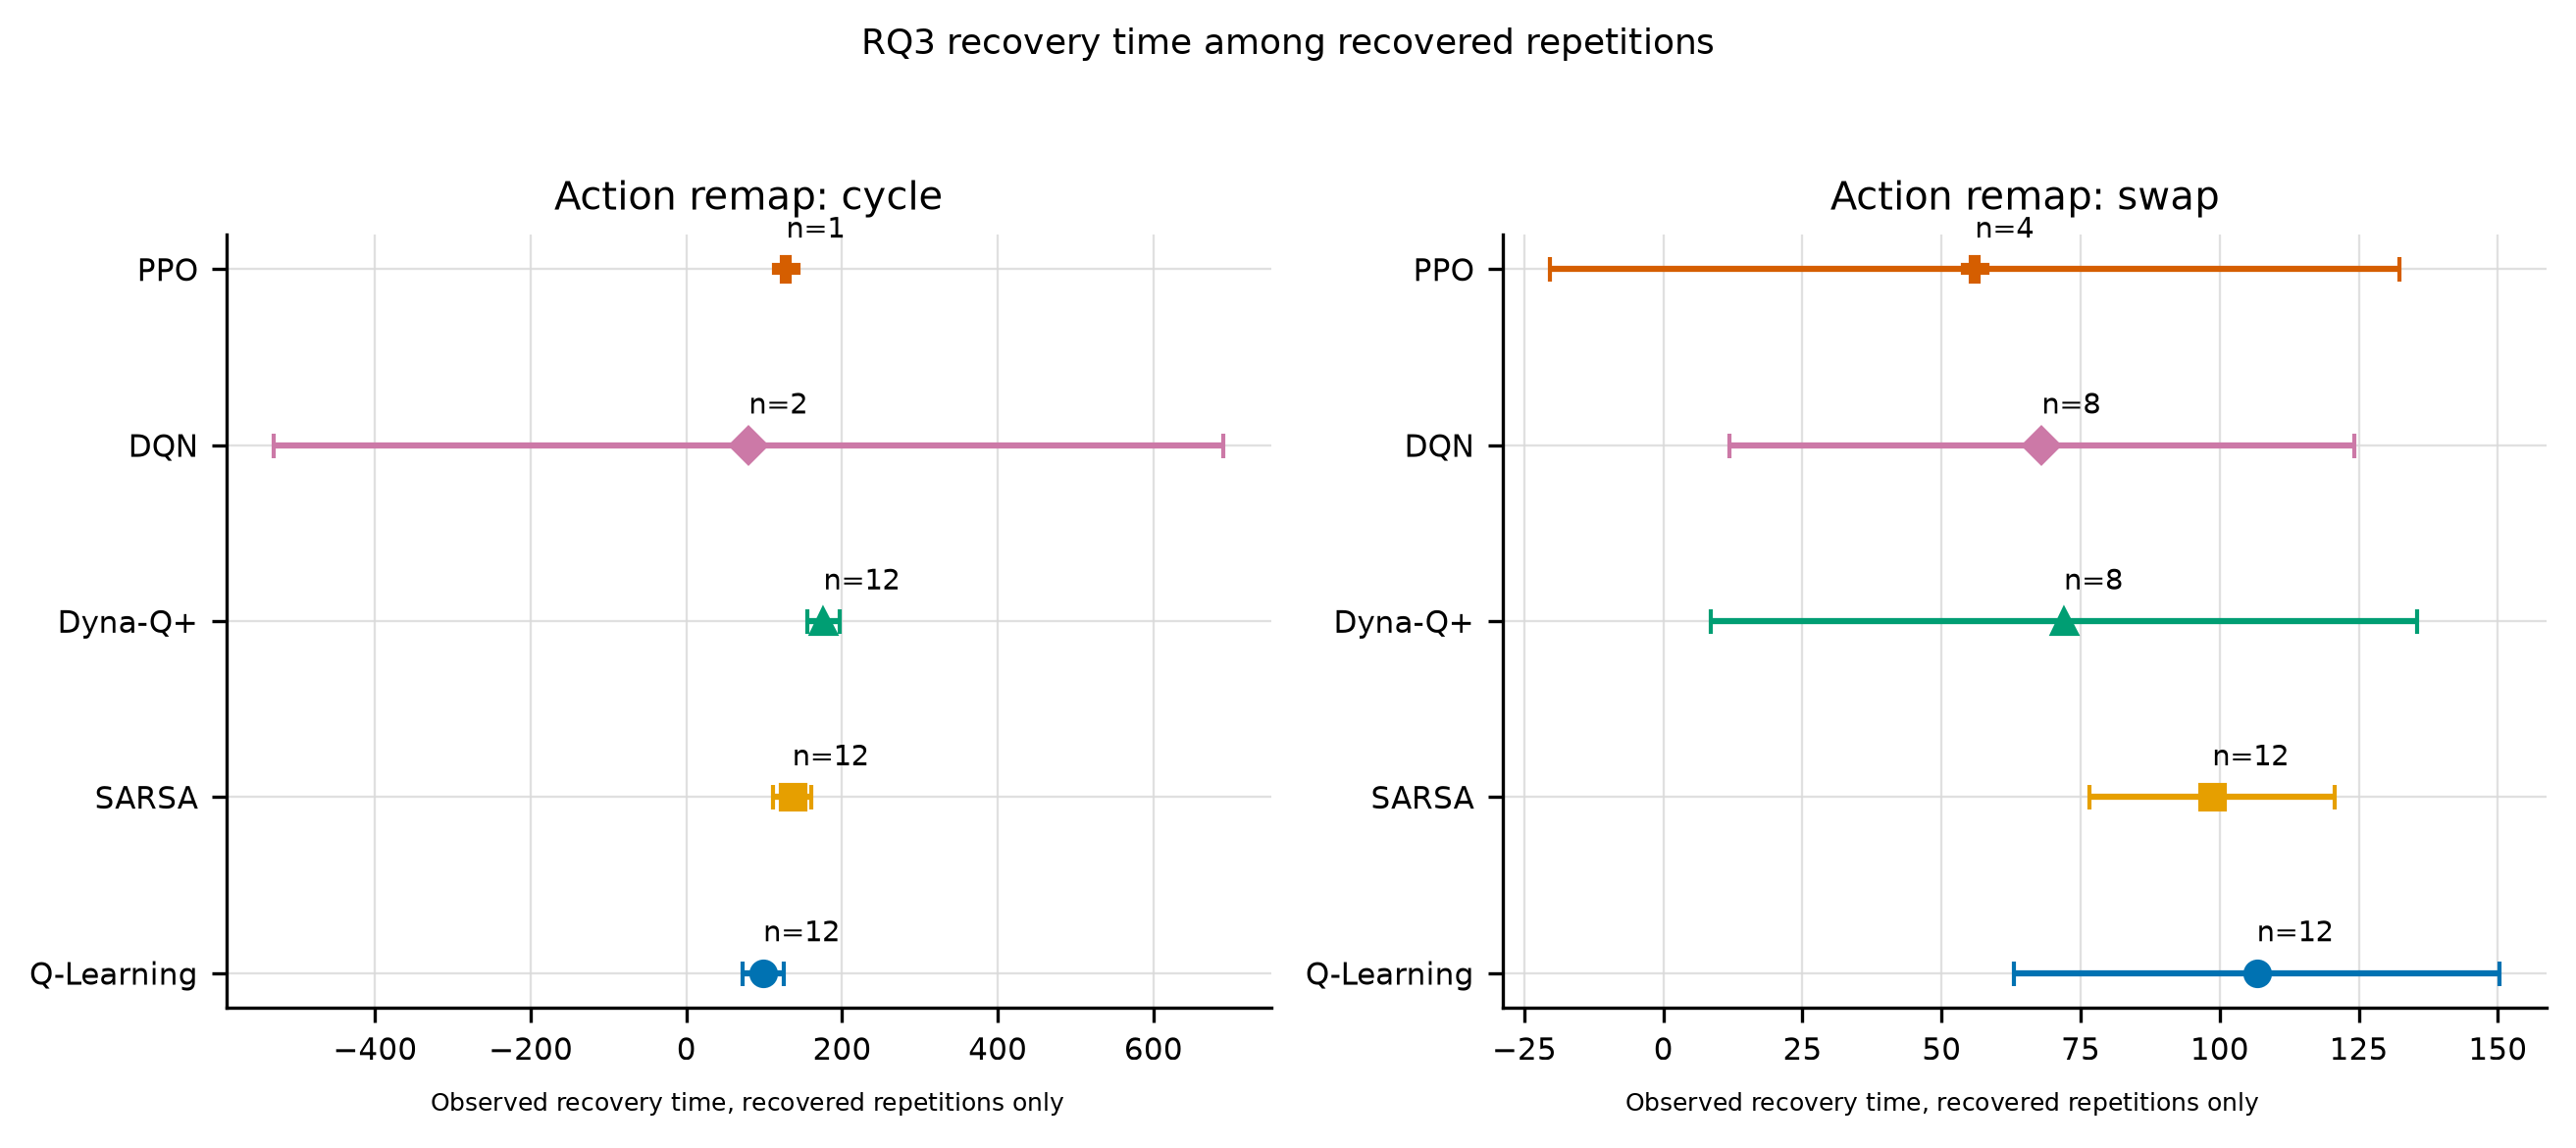 RQ3 recovery time among recovered repetitions
Action remap: cycle
n=1
PPO
n=2
DQN
n=12
Dyna-Q+
n=12
SARSA
n=12
Q-Learning
−400 −200 0 200 400 600
Observed recovery time, recovered repetitions only
Action remap: swap
n=4
PPO
n=8
DQN
n=8
Dyna-Q+
n=12
SARSA
n=12
Q-Learning
−25 0 25 50 75 100 125 150
Observed recovery time, recovered repetitions only